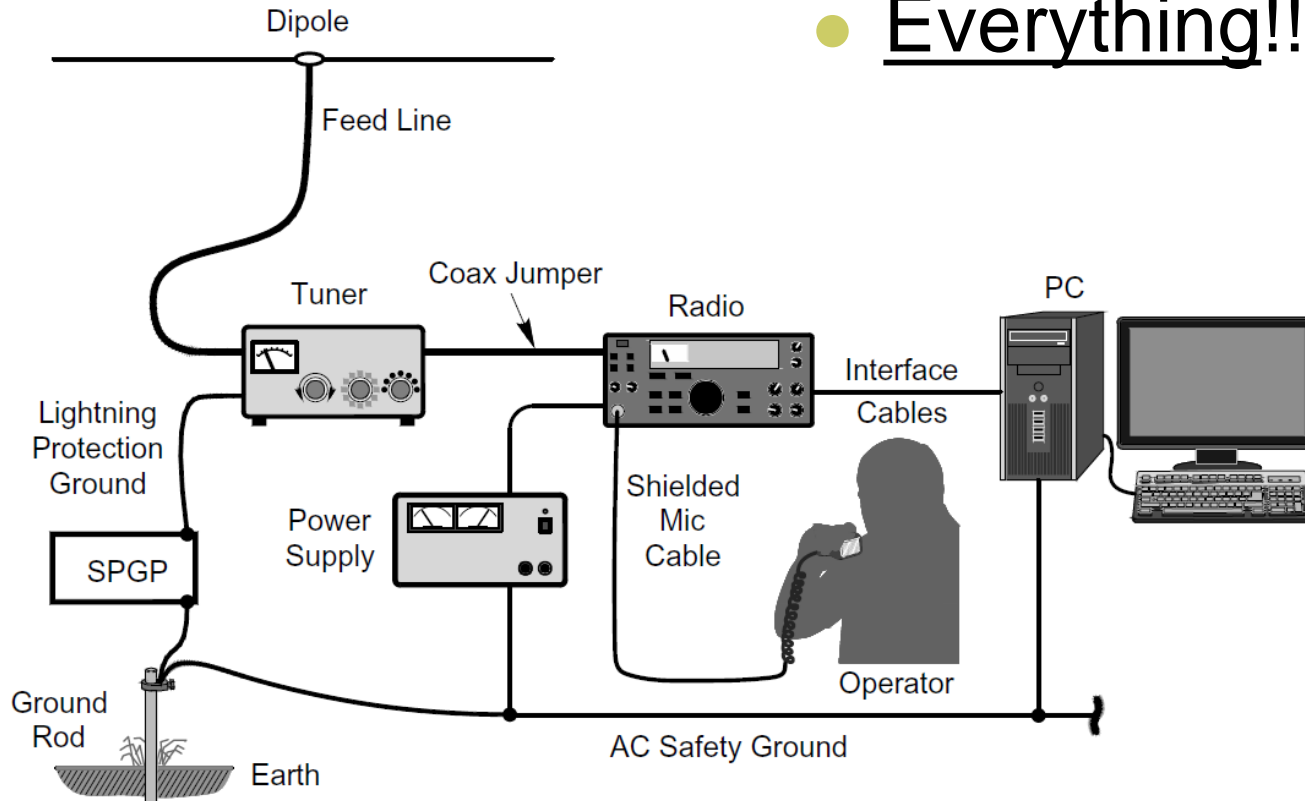 Everything!!
Dipole
Feed Line
Coax Jumper
Tuner
Radio
PC
Interface
Cables
Lightning
Protection
Ground
Shielded
Mic
Cable
Power
Supply
SPGP
Operator
Ground
Rod
AC Safety Ground
Earth